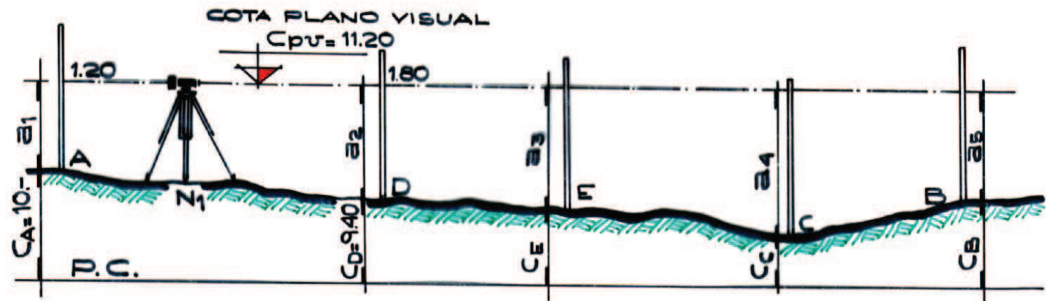 COTA PLANO VISUAL
Cpv = 11.20
1.20
1.80
a1
a2
a3
a4
a5
A
N1
D
E
C
B
CA=10.-
CD=9.40
CE
CC
CB
P.C.